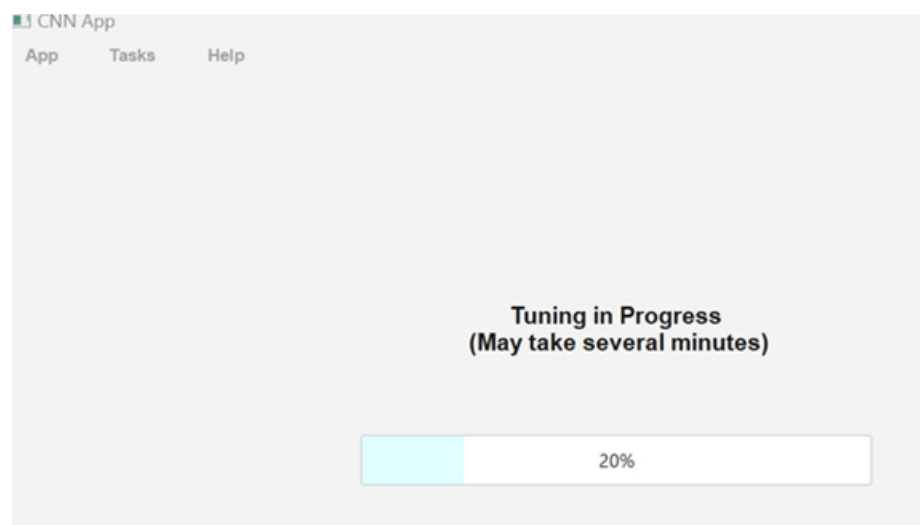 CNN App
App Tasks Help
Tuning in Progress
(May take several minutes)
20%